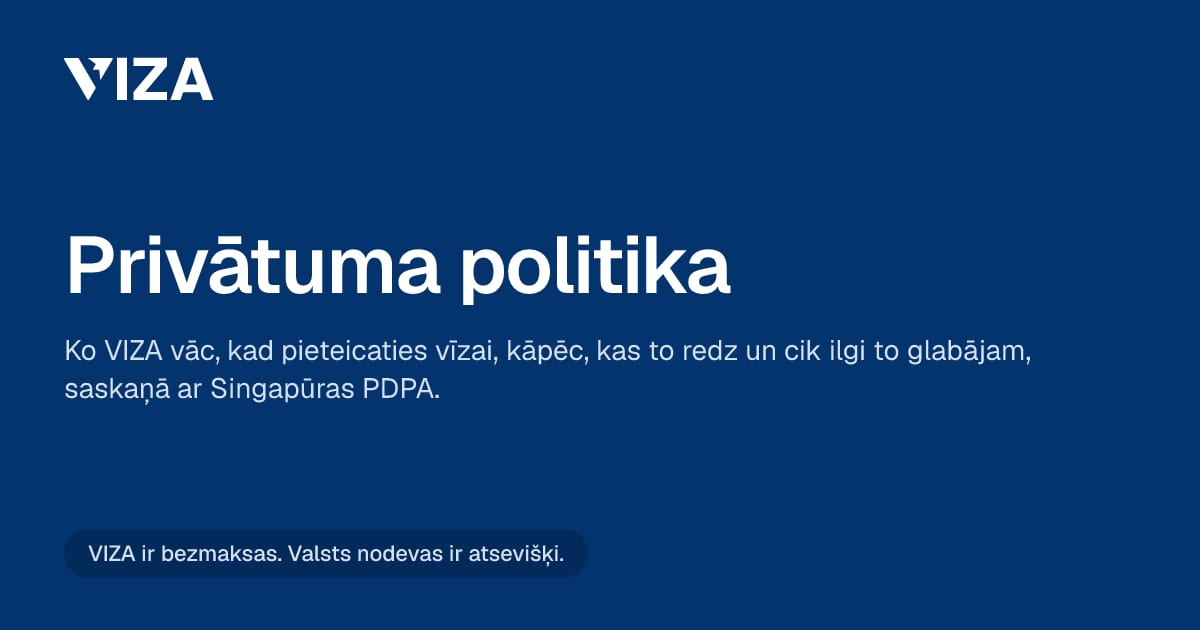 VIZA
Privātuma politika
Ko VIZA vāc, kad pieteicaties vīzai, kāpēc, kas to redz un cik ilgi to glabājam,
saskaņā ar Singapūras PDPA.
VIZA ir bezmaksas. Valsts nodevas ir atsevišķi.